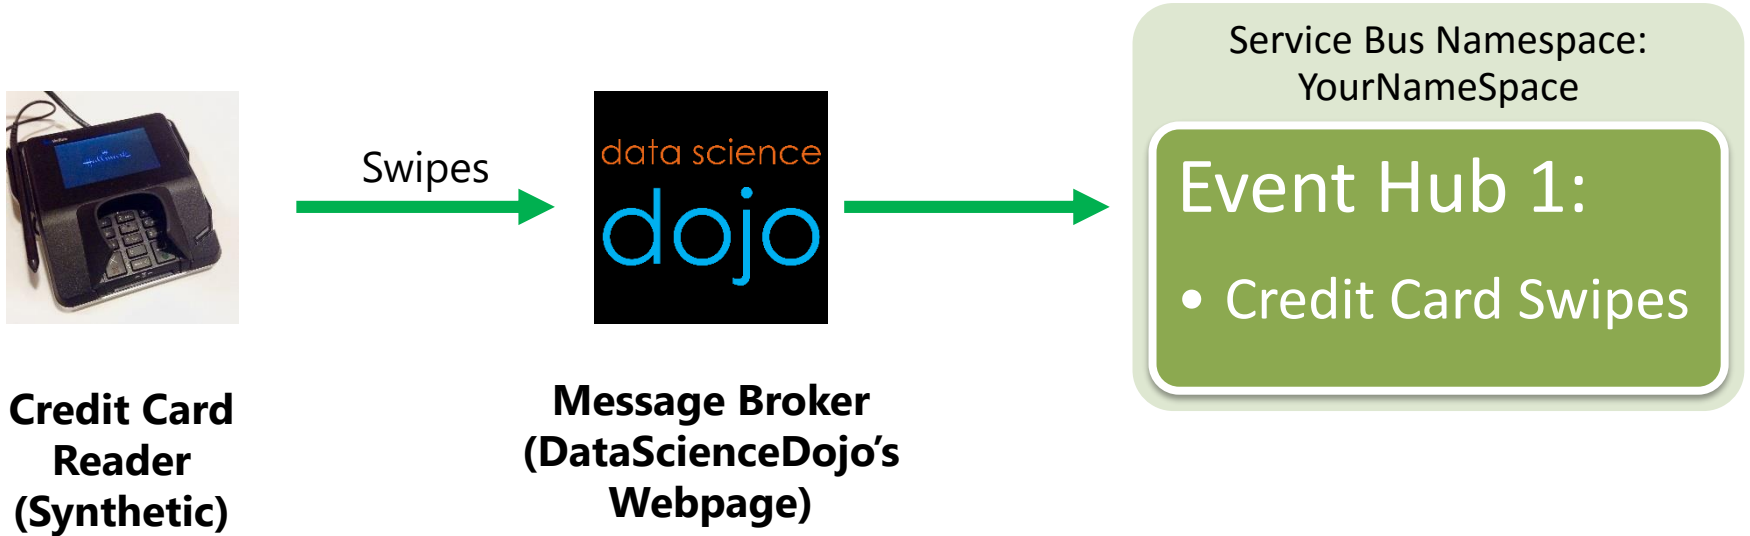 Service Bus Namespace:
YourNameSpace
Swipes
data science
dojo
Event Hub 1:
• Credit Card Swipes
Credit Card
Reader
(Synthetic)
Message Broker
(DataScienceDojo’s
Webpage)